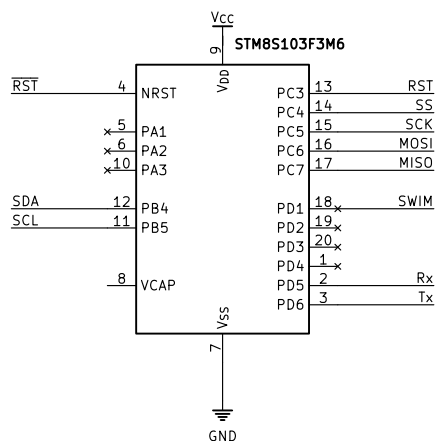 VCC
STM8S103F3M6
9
VDD
RST 4 NRST
PC3 13 RST
PC4 14 SS
5 PA1
PC5 15 SCK
6 PA2
PC6 16 MOSI
10 PA3
PC7 17 MISO
SDA 12 PB4
PD1 18 SWIM
SCL 11 PB5
PD2 19
PD3 20
PD4 1
8 VCAP
PD5 2 Rx
PD6 3 Tx
VSS
7
GND